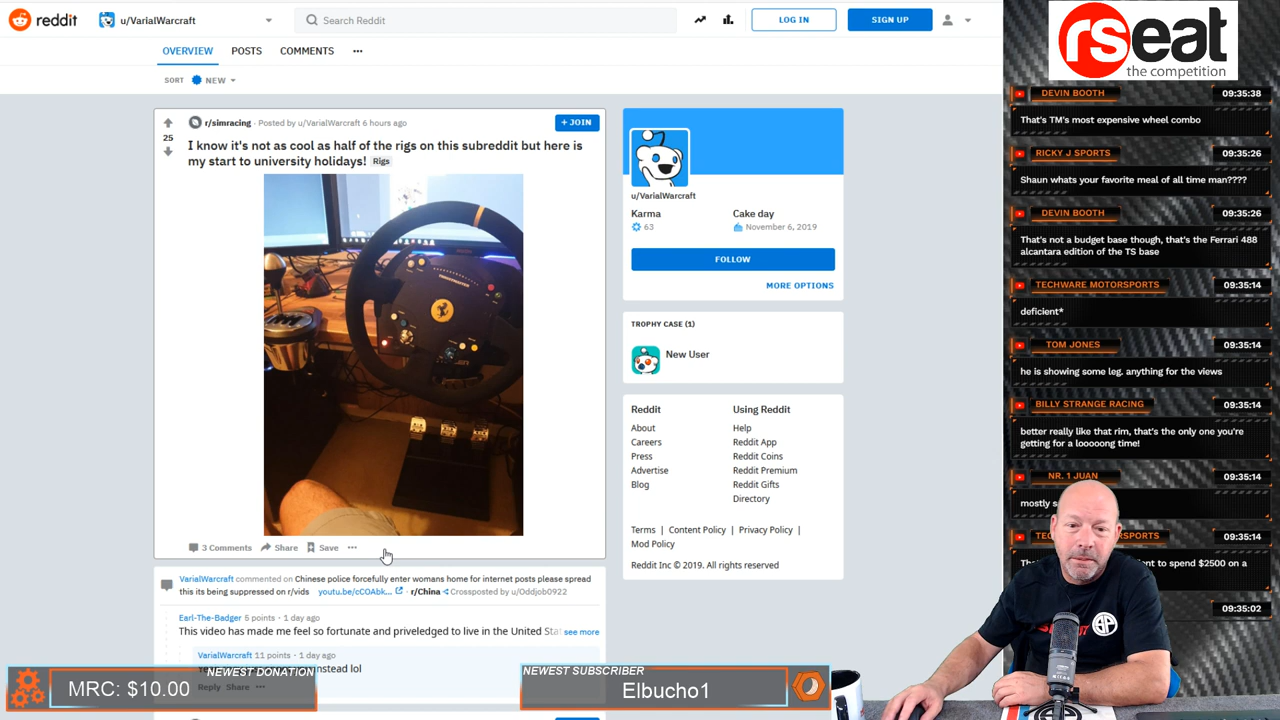 reddit
u/VarialWarcraft
Search Reddit
LOG IN
SIGN UP
OVERVIEW
POSTS
COMMENTS
SORT
NEW
r/simracing · Posted by u/VarialWarcraft 6 hours ago
+ JOIN
25
I know it's not as cool as half of the rigs on this subreddit but here is
my start to university holidays! Rigs
THRUSTMASTER
3 Comments
Share
Save
VarialWarcraft commented on Chinese police forcefully enter womans home for internet posts please spread
this its being suppressed on r/vids youtu.be/cCOAbk... · r/China Crossposted by u/Oddjob0922
Earl-The-Badger 5 points · 1 day ago
This video has made me feel so fortunate and priveledged to live in the United Sta see more
VarialWarcraft 11 points · 1 day ago
nstead lol
Reply Share
u/VarialWarcraft
Karma
63
Cake day
November 6, 2019
FOLLOW
MORE OPTIONS
TROPHY CASE (1)
New User
Reddit
About
Careers
Press
Advertise
Blog
Using Reddit
Help
Reddit App
Reddit Coins
Reddit Premium
Reddit Gifts
Directory
Terms | Content Policy | Privacy Policy |
Mod Policy
Reddit Inc © 2019. All rights reserved
rseat
the competition
DEVIN BOOTH 09:35:38
That's TM's most expensive wheel combo
RICKY J SPORTS 09:35:26
Shaun whats your favorite meal of all time man????
DEVIN BOOTH 09:35:26
That's not a budget base though, that's the Ferrari 488
alcantara edition of the TS base
TECHWARE MOTORSPORTS 09:35:14
deficient*
TOM JONES 09:35:14
he is showing some leg. anything for the views
BILLY STRANGE RACING 09:35:14
better really like that rim, that's the only one you're
getting for a looooong time!
NR. 1 JUAN 09:35:14
mostly s
09:35:14
nt to spend $2500 on a
09:35:02
NEWEST DONATION
MRC: $10.00
NEWEST SUBSCRIBER
Elbucho1